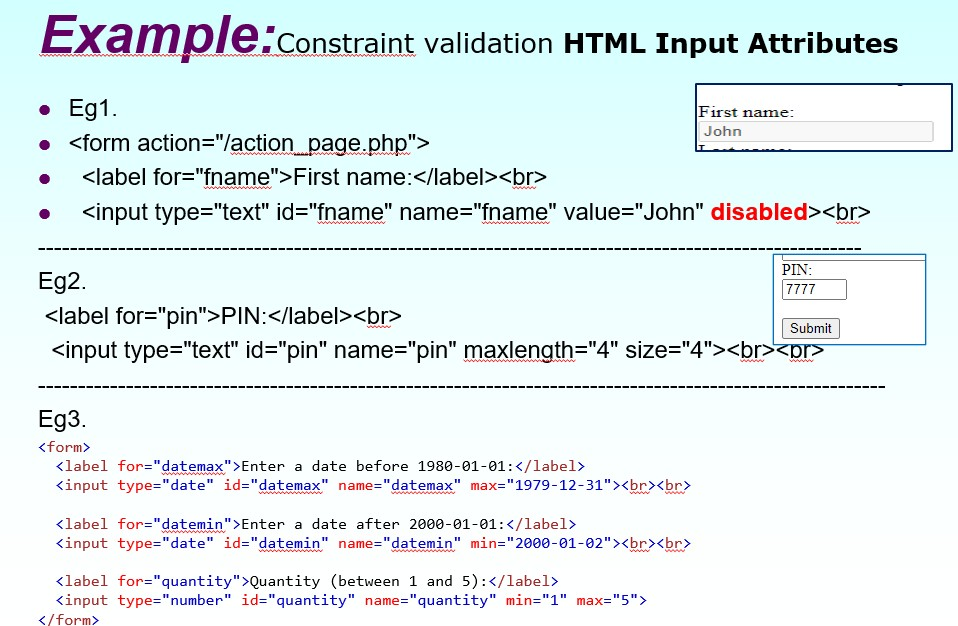 Example:Constraint validation HTML Input Attributes
Eg1.
First name:
John
<form action="/action_page.php">
<label for="fname">First name:</label><br>
<input type="text" id="fname" name="fname" value="John" disabled><br>
Eg2.
PIN:
7777
Submit
<label for="pin">PIN:</label><br>
<input type="text" id="pin" name="pin" maxlength="4" size="4"><br><br>
Eg3.
<form>
<label for="datemax">Enter a date before 1980-01-01:</label>
<input type="date" id="datemax" name="datemax" max="1979-12-31"><br><br>
<label for="datemin">Enter a date after 2000-01-01:</label>
<input type="date" id="datemin" name="datemin" min="2000-01-02"><br><br>
<label for="quantity">Quantity (between 1 and 5):</label>
<input type="number" id="quantity" name="quantity" min="1" max="5">
</form>